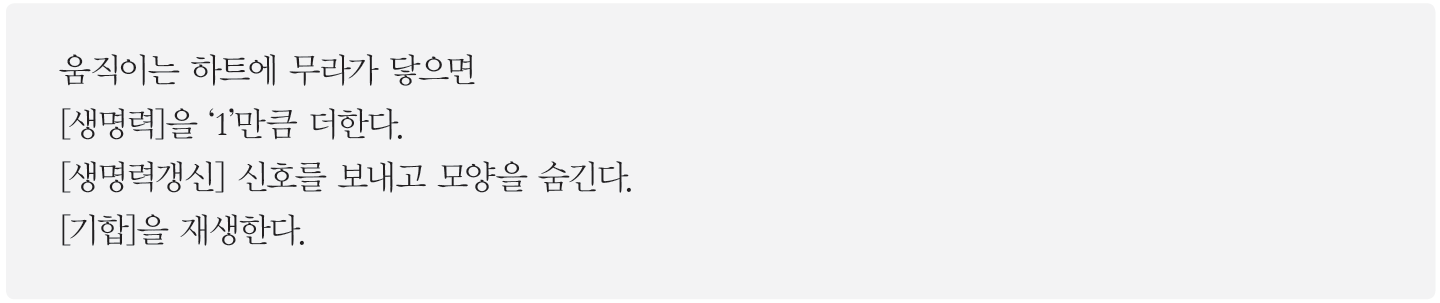 움직이는 하트에 무라가 닿으면
[생명력]을 ‘1’만큼 더한다.
[생명력갱신] 신호를 보내고 모양을 숨긴다.
[기합]을 재생한다.